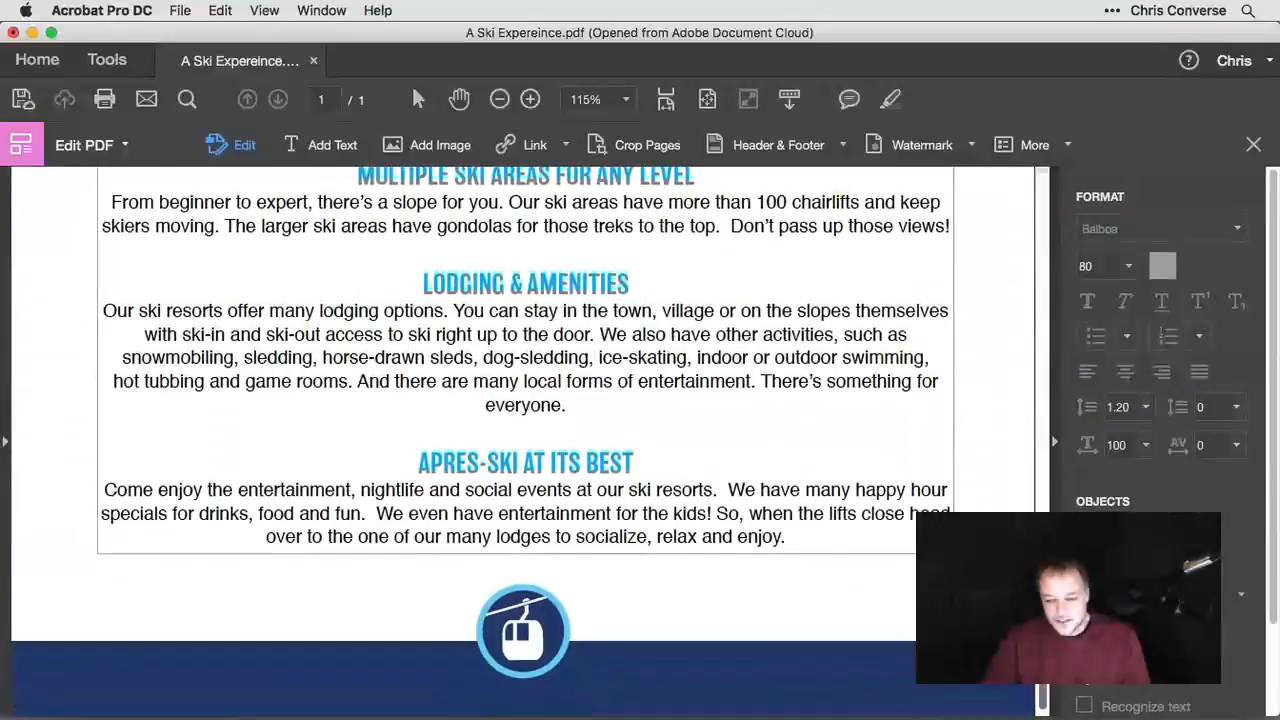 Acrobat Pro DC File Edit View Window Help Chris Converse
A Ski Expereince.pdf (Opened from Adobe Document Cloud)
Home Tools A Ski Expereince.... × Chris
1 / 1 115%
Edit PDF Edit Add Text Add Image Link Crop Pages Header & Footer Watermark More
MULTIPLE SKI AREAS FOR ANY LEVEL
From beginner to expert, there's a slope for you. Our ski areas have more than 100 chairlifts and keep
skiers moving. The larger ski areas have gondolas for those treks to the top. Don't pass up those views!
LODGING & AMENITIES
Our ski resorts offer many lodging options. You can stay in the town, village or on the slopes themselves
with ski-in and ski-out access to ski right up to the door. We also have other activities, such as
snowmobiling, sledding, horse-drawn sleds, dog-sledding, ice-skating, indoor or outdoor swimming,
hot tubbing and game rooms. And there are many local forms of entertainment. There's something for
everyone.
APRES-SKI AT ITS BEST
Come enjoy the entertainment, nightlife and social events at our ski resorts. We have many happy hour
specials for drinks, food and fun. We even have entertainment for the kids! So, when the lifts close head
over to the one of our many lodges to socialize, relax and enjoy.
FORMAT
Balboa
80
1.20 0
100 0
OBJECTS
Recognize text